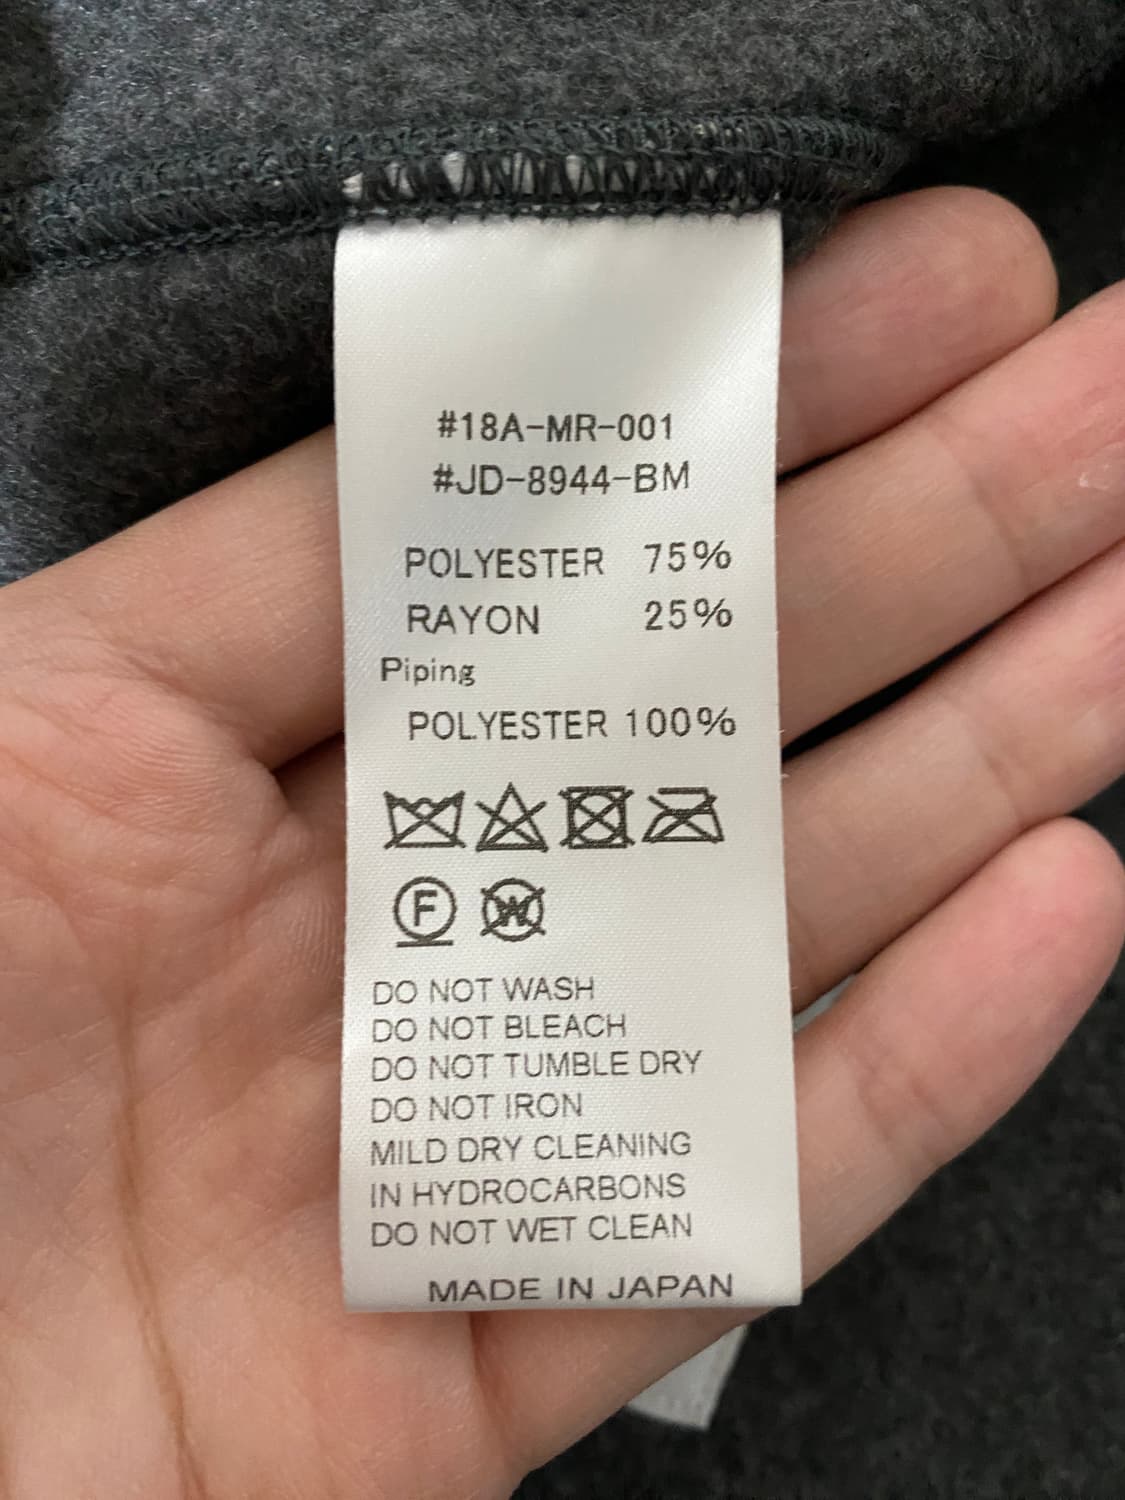 #18A-MR-001
#JD-8944-BM
POLYESTER 75%
RAYON 25%
Piping
POLYESTER 100%
F W
DO NOT WASH
DO NOT BLEACH
DO NOT TUMBLE DRY
DO NOT IRON
MILD DRY CLEANING
IN HYDROCARBONS
DO NOT WET CLEAN
MADE IN JAPAN